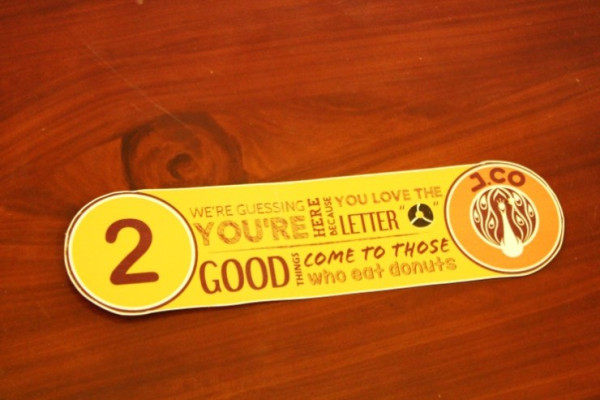 2
WE'RE GUESSING
YOU'RE
HERE
BECAUSE
YOU LOVE THE
LETTER " "
GOOD
THINGS
COME TO THOSE
who eat donuts
J.CO